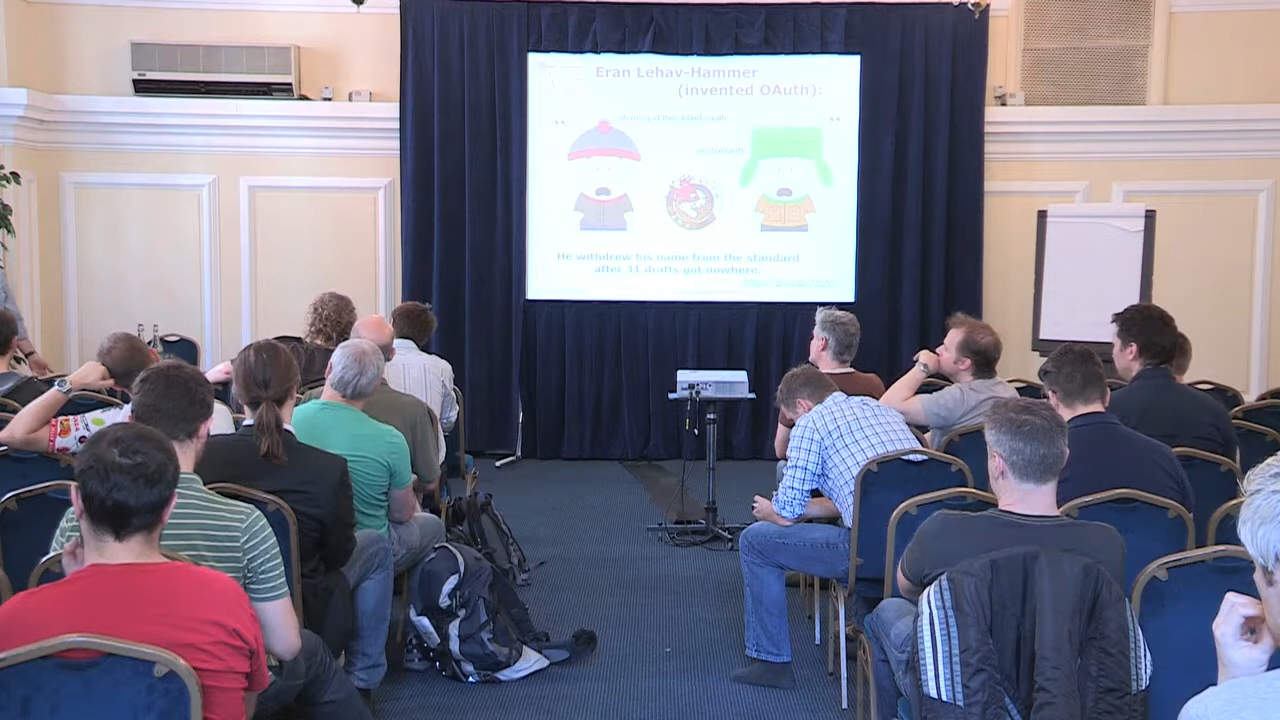 Eran Lehav-Hammer
(invented OAuth):
He withdrew his name from the standard
after 31 drafts got nowhere.